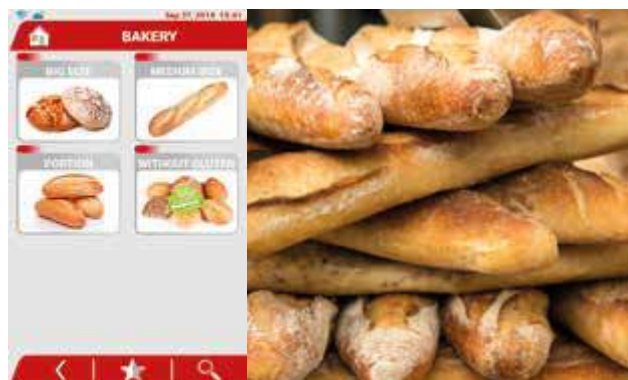 BAKERY
BIG SIZE
MEDIUM SIZE
PORTION
WITHOUT GLUTEN